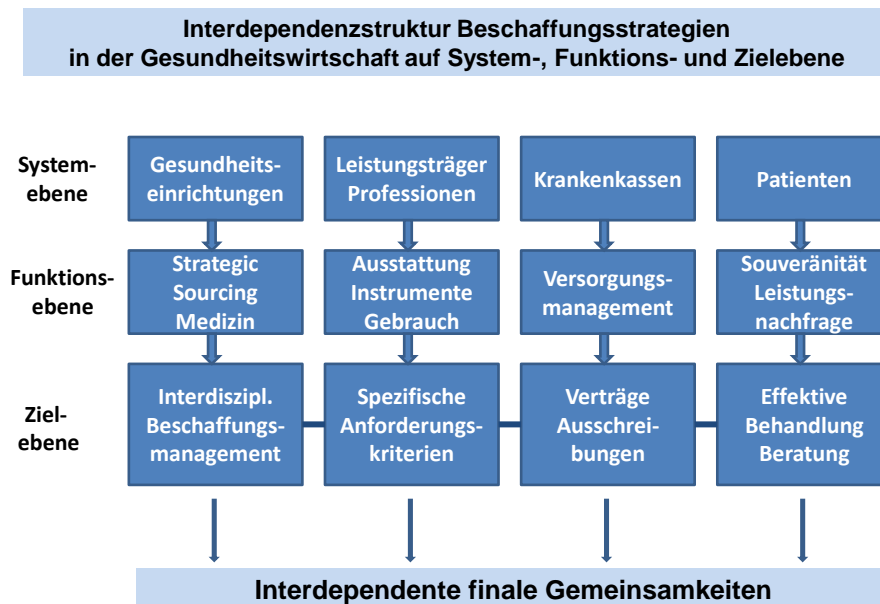 Interdependenzstruktur Beschaffungsstrategien
in der Gesundheitswirtschaft auf System-, Funktions- und Zielebene
System-
ebene
Gesundheits-
einrichtungen
Leistungsträger
Professionen
Krankenkassen
Patienten
Funktions-
ebene
Strategic
Sourcing
Medizin
Ausstattung
Instrumente
Gebrauch
Versorgungs-
management
Souveränität
Leistungs-
nachfrage
Ziel-
ebene
Interdiszipl.
Beschaffungs-
management
Spezifische
Anforderungs-
kriterien
Verträge
Ausschrei-
bungen
Effektive
Behandlung
Beratung
Interdependente finale Gemeinsamkeiten